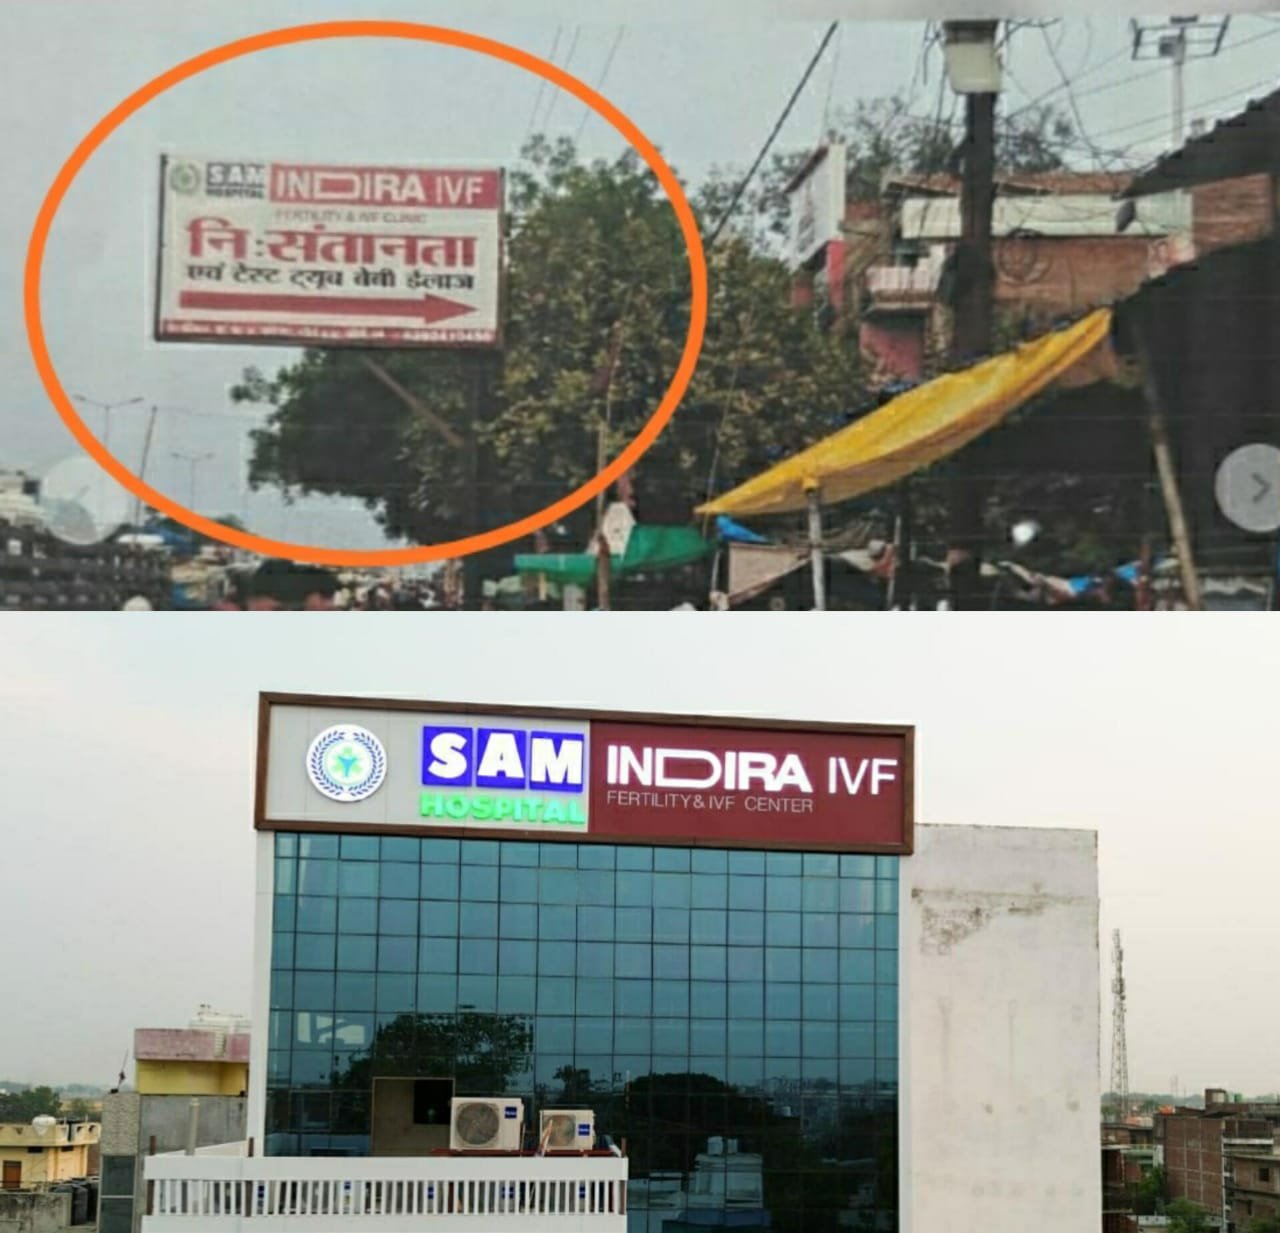 SAM
HOSPITAL
INDIRA IVF
FERTILITY & IVF CLINIC
नि:संतानता
एवं टेस्ट ट्यूब बेबी ईलाज
SAM
HOSPITAL
INDIRA IVF
FERTILITY & IVF CENTER